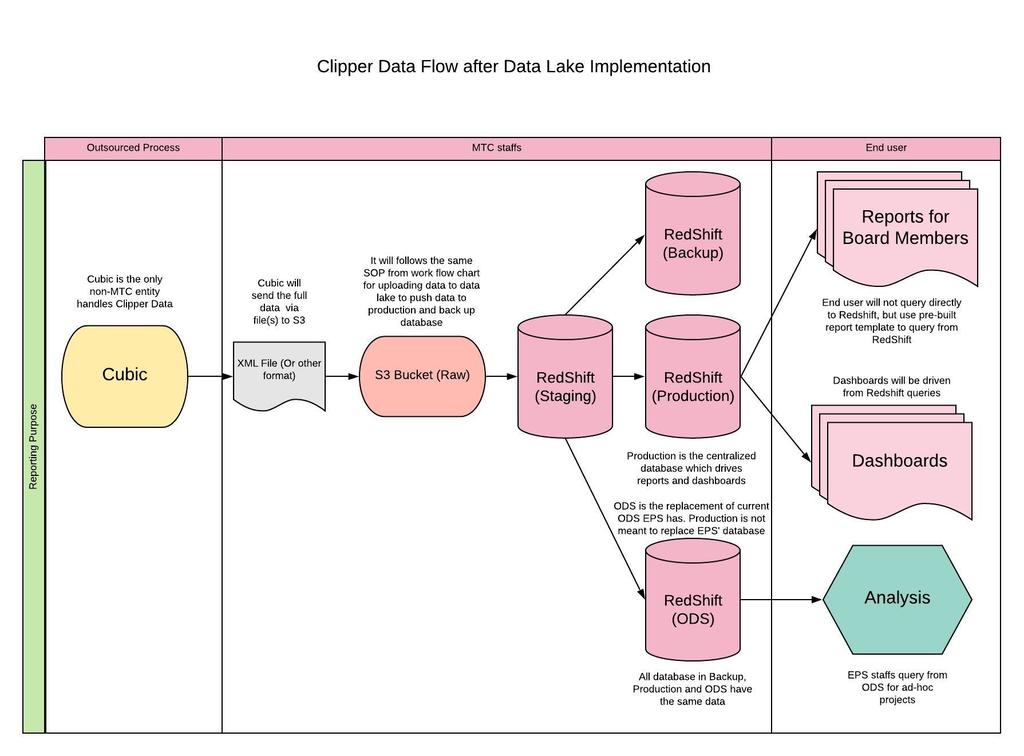 Clipper Data Flow after Data Lake Implementation
Outsourced Process
MTC staffs
End user
Reporting Purpose
Cubic is the only
non-MTC entity
handles Clipper Data
Cubic
Cubic will
send the full
data via
file(s) to S3
XML File (Or other
format)
It will follows the same
SOP from work flow chart
for uploading data to data
lake to push data to
production and back up
database
S3 Bucket (Raw)
RedShift
(Staging)
RedShift
(Backup)
RedShift
(Production)
Production is the centralized
database which drives
reports and dashboards
ODS is the replacement of current
ODS EPS has. Production is not
meant to replace EPS' database
RedShift
(ODS)
All database in Backup,
Production and ODS have
the same data
Reports for
Board Members
End user will not query directly
to Redshift, but use pre-built
report template to query from
RedShift
Dashboards will be driven
from Redshift queries
Dashboards
Analysis
EPS staffs query from
ODS for ad-hoc
projects